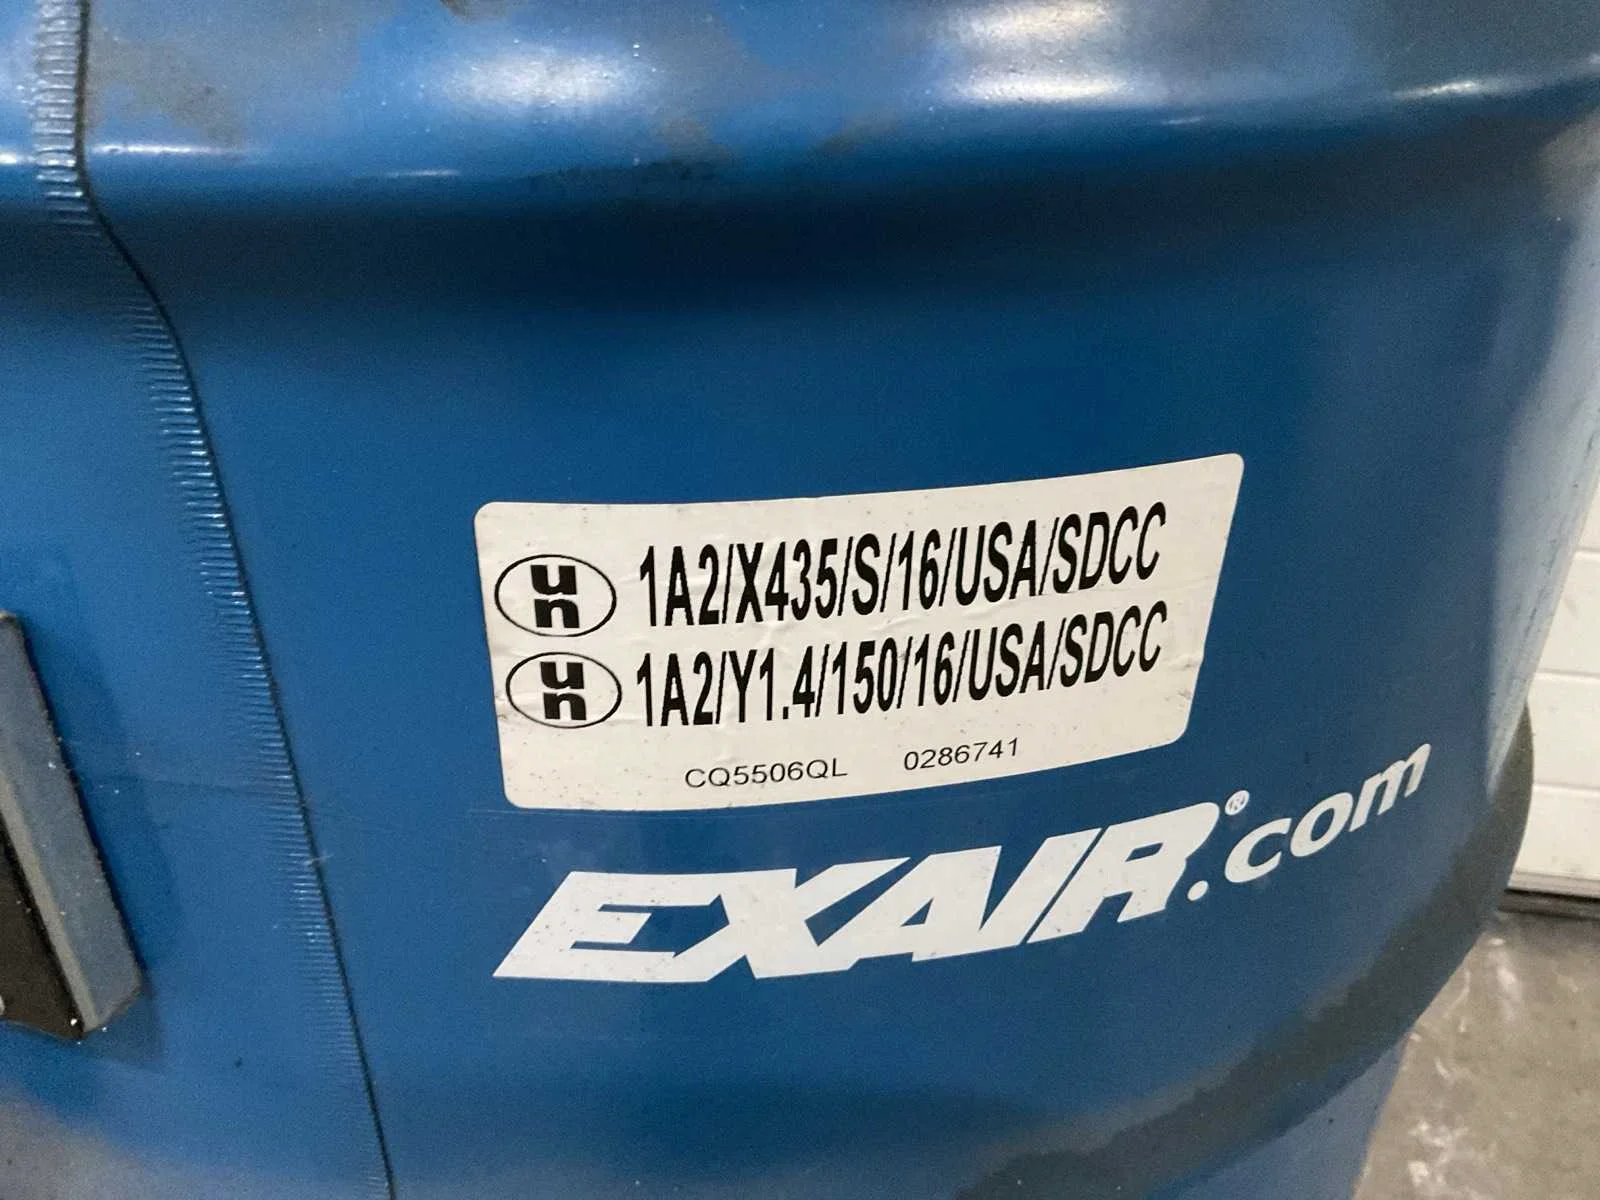 un 1A2/X435/S/16/USA/SDCC
un 1A2/Y1.4/150/16/USA/SDCC
CQ5506QL 0286741
EXAIR®.com